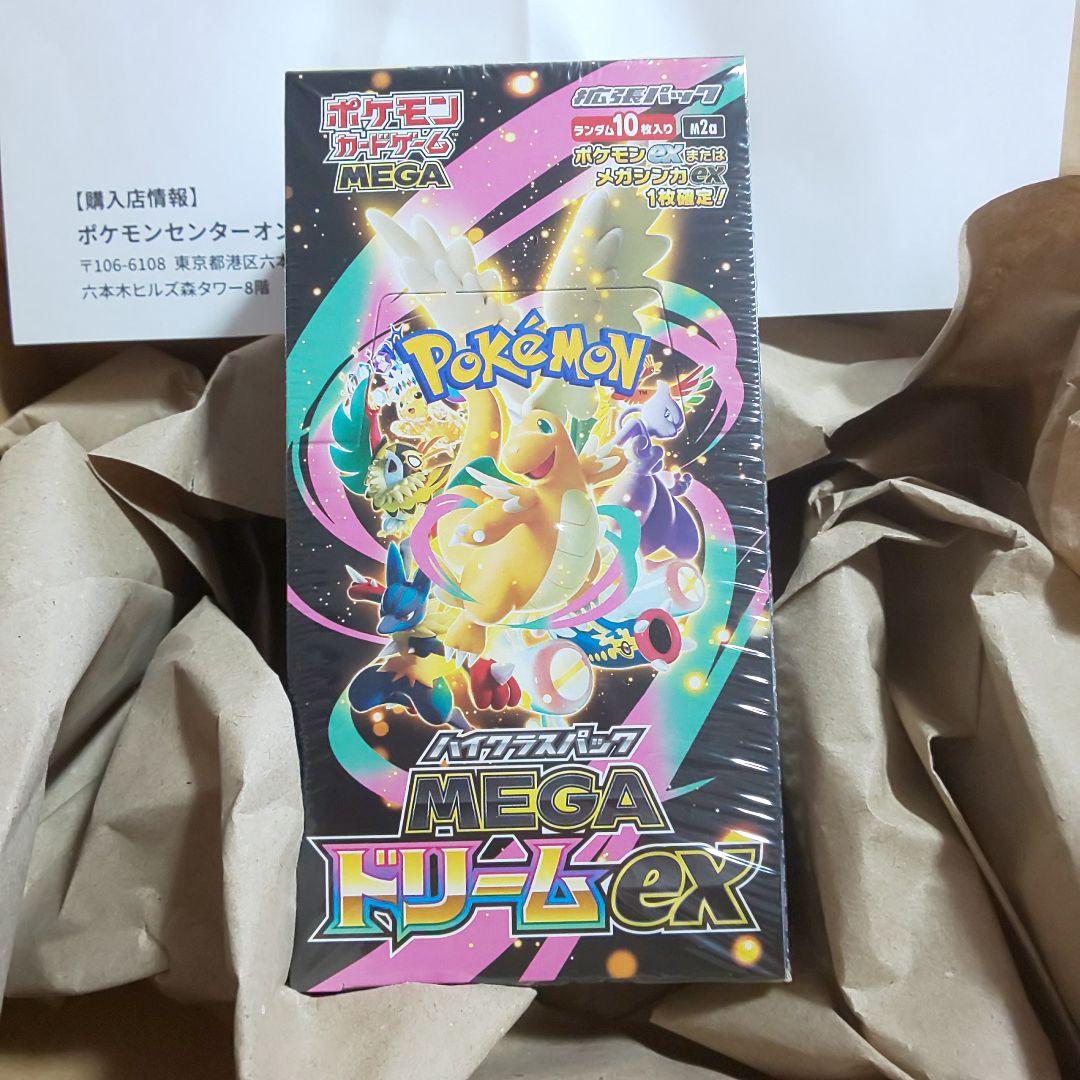 【購入店情報】
ポケモンセンターオン
〒106-6108 東京都港区六本
六本木ヒルズ森タワー8階
ポケモン
カードゲーム
MEGA
拡張パック
ランダム10枚入り M2a
ポケモンexまたは
メガシンカex
1枚確定!
POKéMON
TM
ハイクラスパック
MEGA
ドリームex